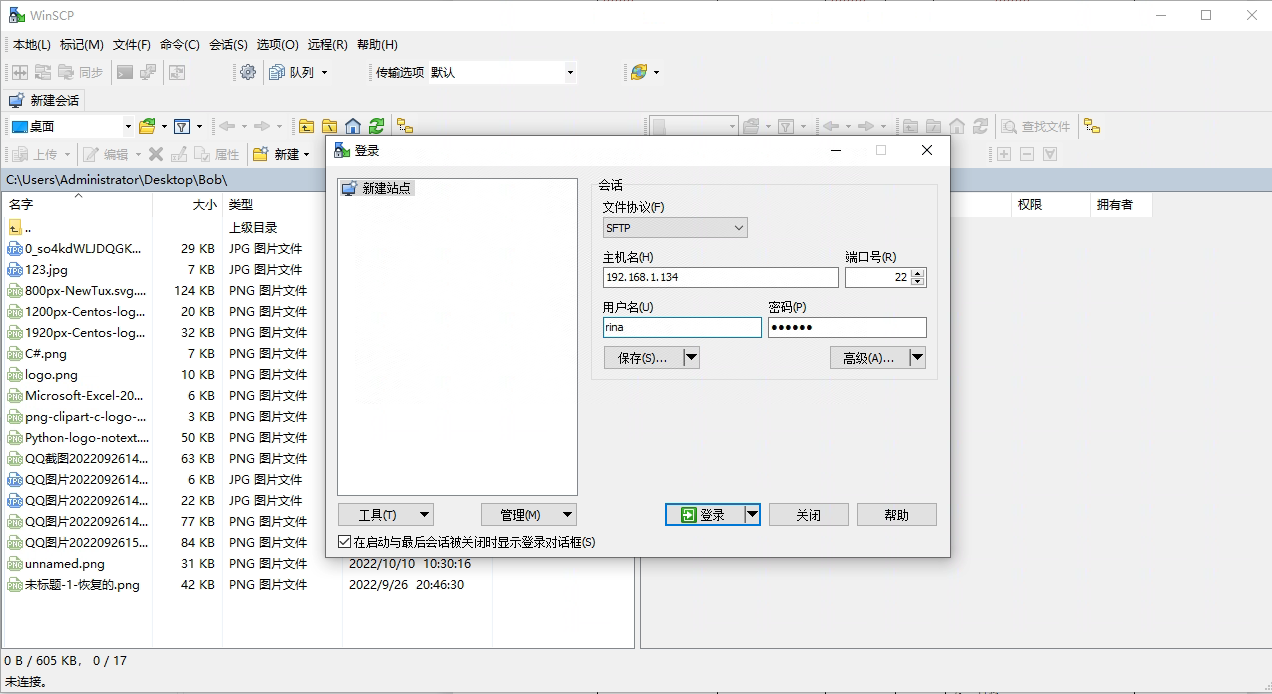 WinSCP
本地(L) 标记(M) 文件(F) 命令(C) 会话(S) 选项(O) 远程(R) 帮助(H)
同步 队列 传输选项 默认
新建会话
桌面 查找文件
上传 编辑 属性 新建
C:\Users\Administrator\Desktop\Bob\
名字 大小 类型 权限 拥有者
.. 上级目录
0_so4kdWLJDQGK... 29 KB JPG 图片文件
123.jpg 7 KB JPG 图片文件
800px-NewTux.svg.... 124 KB PNG 图片文件
1200px-Centos-log... 20 KB PNG 图片文件
1920px-Centos-log... 32 KB PNG 图片文件
C#.png 7 KB PNG 图片文件
logo.png 10 KB PNG 图片文件
Microsoft-Excel-20... 6 KB PNG 图片文件
png-clipart-c-logo-... 3 KB PNG 图片文件
Python-logo-notext.... 50 KB PNG 图片文件
QQ截图2022092614... 63 KB PNG 图片文件
QQ图片2022092614... 6 KB JPG 图片文件
QQ图片2022092614... 22 KB JPG 图片文件
QQ图片2022092614... 77 KB PNG 图片文件
QQ图片2022092615... 84 KB PNG 图片文件
unnamed.png 31 KB PNG 图片文件 2022/10/10 10:30:16
未标题-1-恢复的.png 42 KB PNG 图片文件 2022/9/26 20:46:30
登录
新建站点
会话
文件协议(F)
SFTP
主机名(H) 端口号(R)
192.168.1.134 22
用户名(U) 密码(P)
rina ●●●●●●
保存(S)... 高级(A)...
工具(T) 管理(M) 登录 关闭 帮助
在启动与最后会话被关闭时显示登录对话框(S)
0 B / 605 KB, 0 / 17
未连接。